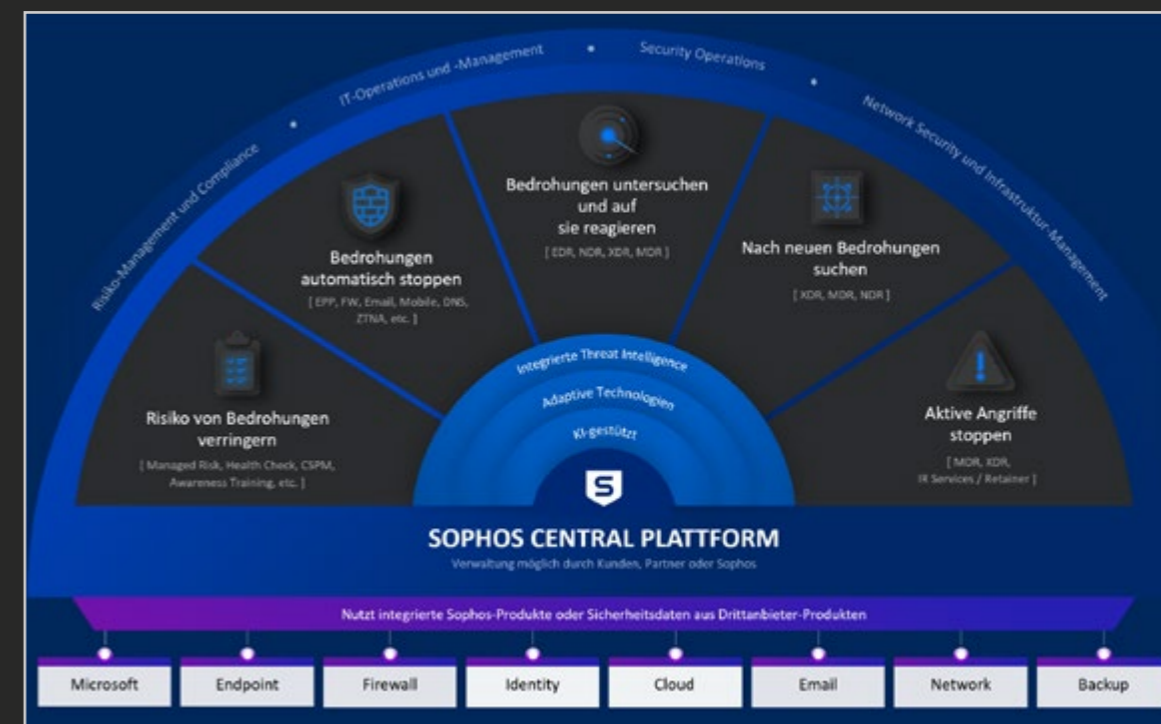 Risiko-Management und Compliance • IT-Operations und -Management • Security Operations • Network Security und Infrastruktur-Management
Risiko von Bedrohungen
verringern
[ Managed Risk, Health Check, CSPM,
Awareness Training, etc. ]
Bedrohungen
automatisch stoppen
[ EPP, FW, Email, Mobile, DNS,
ZTNA, etc. ]
Bedrohungen untersuchen
und auf
sie reagieren
[ EDR, NDR, XDR, MDR ]
Nach neuen Bedrohungen
suchen
[ XDR, MDR, NDR ]
Aktive Angriffe
stoppen
[ MDR, XDR,
IR Services / Retainer ]
Integrierte Threat Intelligence
Adaptive Technologien
KI-gestützt
S
SOPHOS CENTRAL PLATTFORM
Verwaltung möglich durch Kunden, Partner oder Sophos
Nutzt integrierte Sophos-Produkte oder Sicherheitsdaten aus Drittanbieter-Produkten
Microsoft
Endpoint
Firewall
Identity
Cloud
Email
Network
Backup